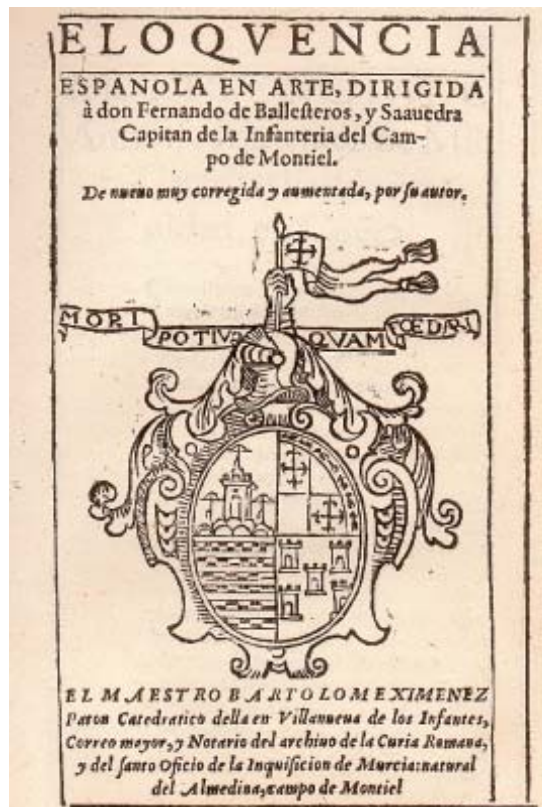 ELOQVENCIA
ESPAÑOLA EN ARTE, DIRIGIDA
à don Fernando de Balleſteros, y Saauedra
Capitan de la Infanteria del Cam-
po de Montiel.
De nueuo muy corregida y aumentada, por ſu autor.
MORI POTIVS QVAM FOEDARI
EL MAESTRO BARTOLOME XIMENEZ
Paton Catedratico della en Villanueua de los Infantes,
Correo mayor, y Notario del archiuo de la Curia Romana,
y del ſanto Oficio de la Inquiſicion de Murcia: natural
del Almedina, campo de Montiel